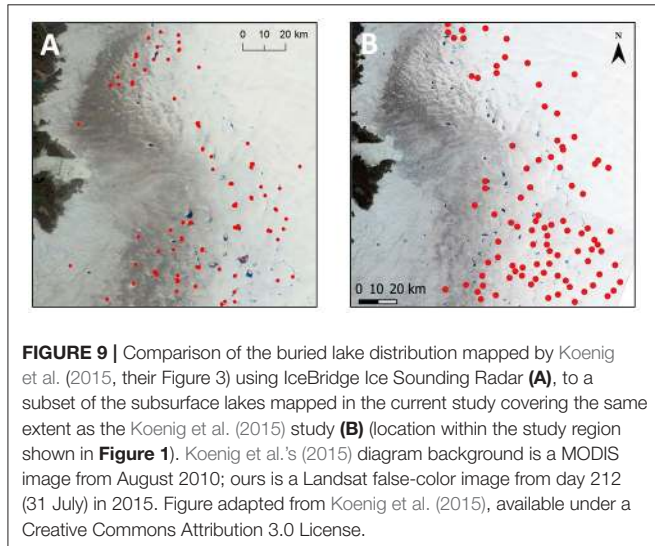 A
0 10 20 km
B
N
0 10 20 km
FIGURE 9 | Comparison of the buried lake distribution mapped by Koenig
et al. (2015, their Figure 3) using IceBridge Ice Sounding Radar (A), to a
subset of the subsurface lakes mapped in the current study covering the same
extent as the Koenig et al. (2015) study (B) (location within the study region
shown in Figure 1). Koenig et al.'s (2015) diagram background is a MODIS
image from August 2010; ours is a Landsat false-color image from day 212
(31 July) in 2015. Figure adapted from Koenig et al. (2015), available under a
Creative Commons Attribution 3.0 License.